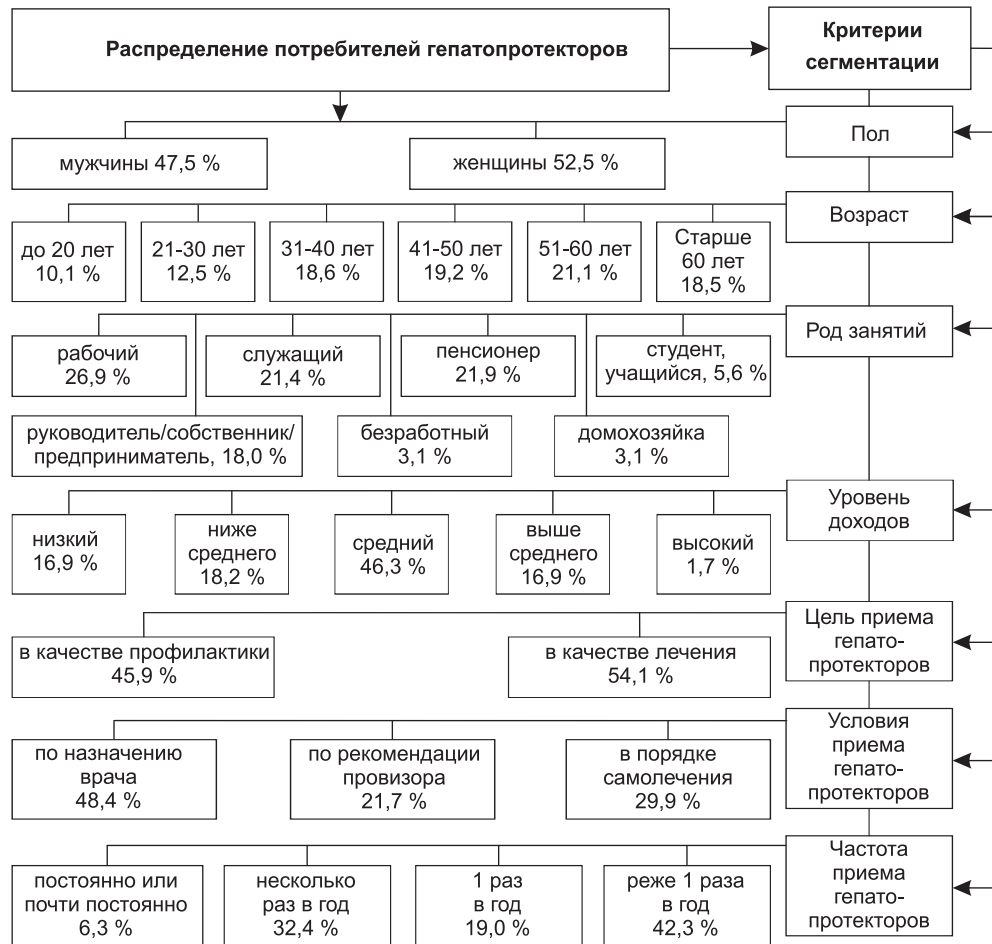 Распределение потребителей гепатопротекторов
Критерии
сегментации
Пол
мужчины 47,5 %
женщины 52,5 %
Возраст
до 20 лет
10,1 %
21-30 лет
12,5 %
31-40 лет
18,6 %
41-50 лет
19,2 %
51-60 лет
21,1 %
Старше
60 лет
18,5 %
Род занятий
рабочий
26,9 %
служащий
21,4 %
пенсионер
21,9 %
студент,
учащийся, 5,6 %
руководитель/собственник/
предприниматель, 18,0 %
безработный
3,1 %
домохозяйка
3,1 %
Уровень
доходов
низкий
16,9 %
ниже
среднего
18,2 %
средний
46,3 %
выше
среднего
16,9 %
высокий
1,7 %
Цель приема
гепато-
протекторов
в качестве профилактики
45,9 %
в качестве лечения
54,1 %
Условия
приема
гепато-
протекторов
по назначению
врача
48,4 %
по рекомендации
провизора
21,7 %
в порядке
самолечения
29,9 %
Частота
приема
гепато-
протекторов
постоянно или
почти постоянно
6,3 %
несколько
раз в год
32,4 %
1 раз
в год
19,0 %
реже 1 раза
в год
42,3 %